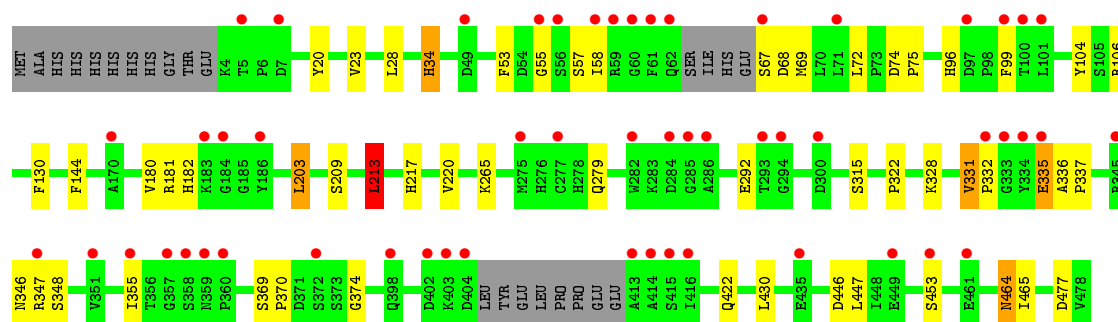 MET ALA HIS HIS HIS HIS HIS HIS GLY THR GLU K4 T5 P6 D7 Y20 V23 L28 H34 D49 F53 D54 G55 S56 S57 I58 R59 G60 F61 Q62 SER ILE HIS GLU S67 D68 M69 L70 L71 L72 P73 D74 P75 H96 D97 P98 F99 T100 L101 Y104 S105
F130 F144 A170 V180 R181 H182 K183 G184 G185 Y186 L203 S209 L213 H217 V220 K265 M275 H276 C277 H278 Q279 W282 K283 D284 G285 A286 E292 T293 G294 D300 S315 P322 K328 V331 P332 G333 Y334 E335 A336 P337
N346 R347 S348 V351 I355 T356 G357 S358 N359 P360 S369 P370 D371 S372 S373 G374 Q398 D402 K403 D404 LEU TYR GLU LEU PRO PRO GLU GLU A413 A414 S415 I416 Q422 L430 E435 D446 L447 I448 E449 S453 E461 N464 I465 D477 V478